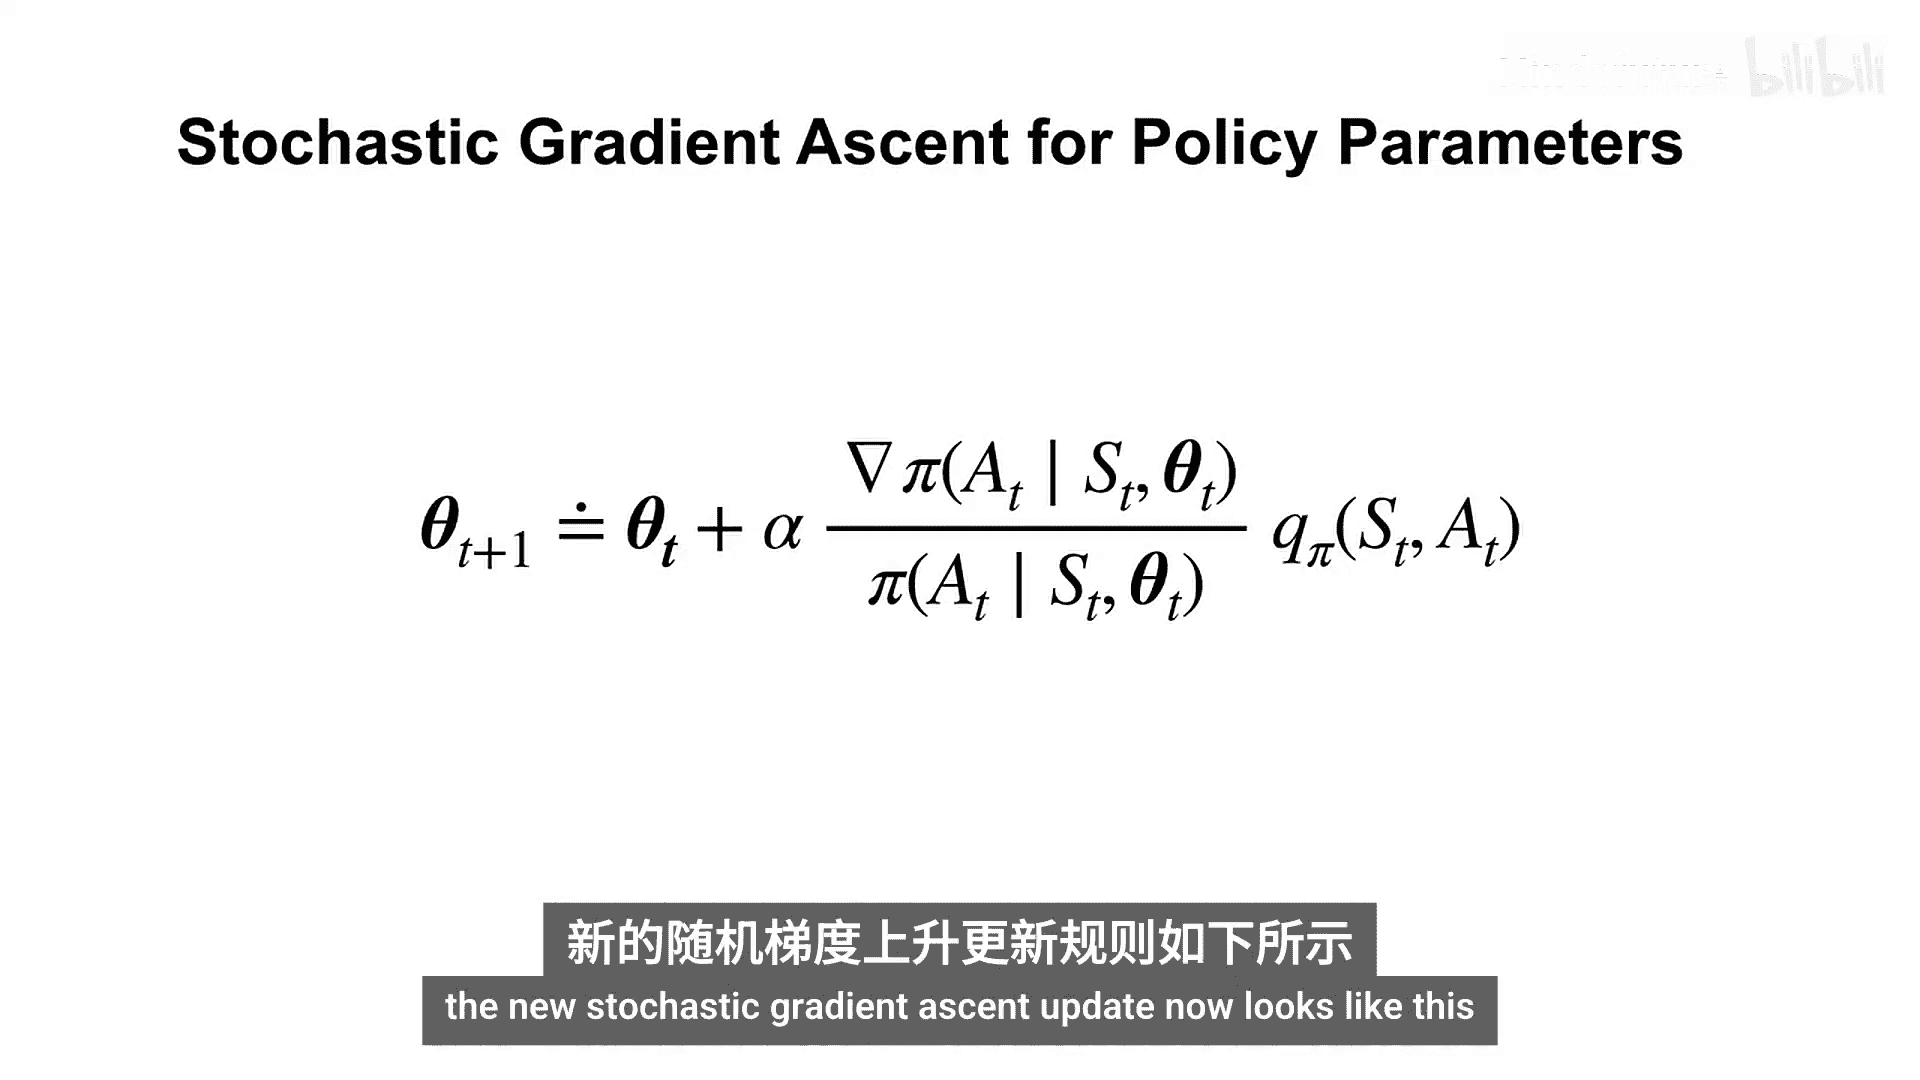 bilibili
Stochastic Gradient Ascent for Policy Parameters
θ_{t+1} ≐ θ_t + α \frac{∇π(A_t | S_t, θ_t)}{π(A_t | S_t, θ_t)} q_π(S_t, A_t)
新的随机梯度上升更新规则如下所示
the new stochastic gradient ascent update now looks like this